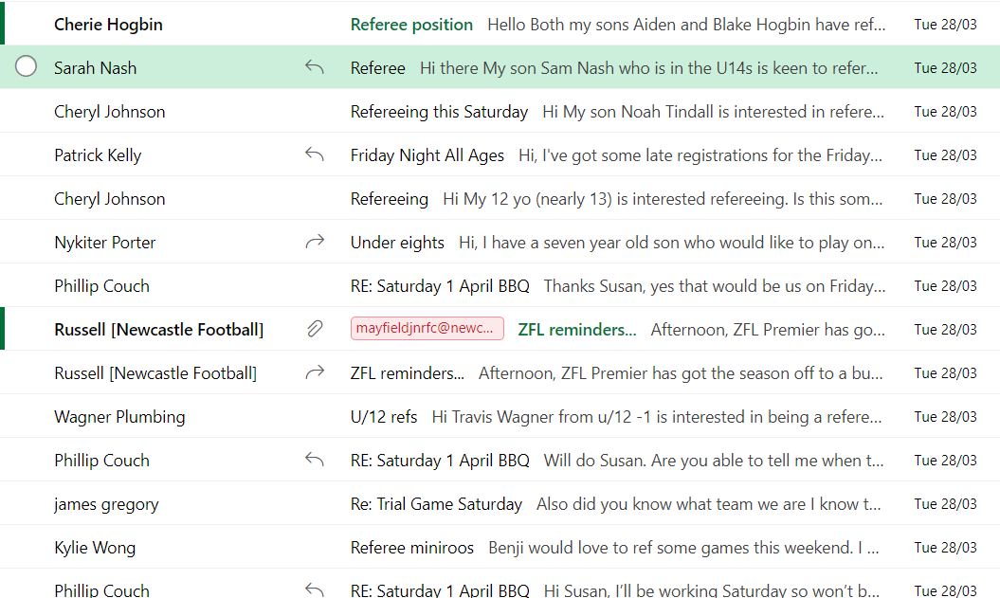 Cherie Hogbin Referee position Hello Both my sons Aiden and Blake Hogbin have ref... Tue 28/03
Sarah Nash Referee Hi there My son Sam Nash who is in the U14s is keen to refer... Tue 28/03
Cheryl Johnson Refereeing this Saturday Hi My son Noah Tindall is interested in refere... Tue 28/03
Patrick Kelly Friday Night All Ages Hi, I've got some late registrations for the Friday... Tue 28/03
Cheryl Johnson Refereeing Hi My 12 yo (nearly 13) is interested refereeing. Is this som... Tue 28/03
Nykiter Porter Under eights Hi, I have a seven year old son who would like to play on... Tue 28/03
Phillip Couch RE: Saturday 1 April BBQ Thanks Susan, yes that would be us on Friday... Tue 28/03
Russell [Newcastle Football] mayfieldjnrfc@newc... ZFL reminders... Afternoon, ZFL Premier has go... Tue 28/03
Russell [Newcastle Football] ZFL reminders... Afternoon, ZFL Premier has got the season off to a bu... Tue 28/03
Wagner Plumbing U/12 refs Hi Travis Wagner from u/12 -1 is interested in being a refere... Tue 28/03
Phillip Couch RE: Saturday 1 April BBQ Will do Susan. Are you able to tell me when t... Tue 28/03
james gregory Re: Trial Game Saturday Also did you know what team we are I know t... Tue 28/03
Kylie Wong Referee miniroos Benji would love to ref some games this weekend. I ... Tue 28/03
Phillip Couch RE: Saturday 1 April BBQ Hi Susan, I'll be working Saturday so won't b... Tue 28/03